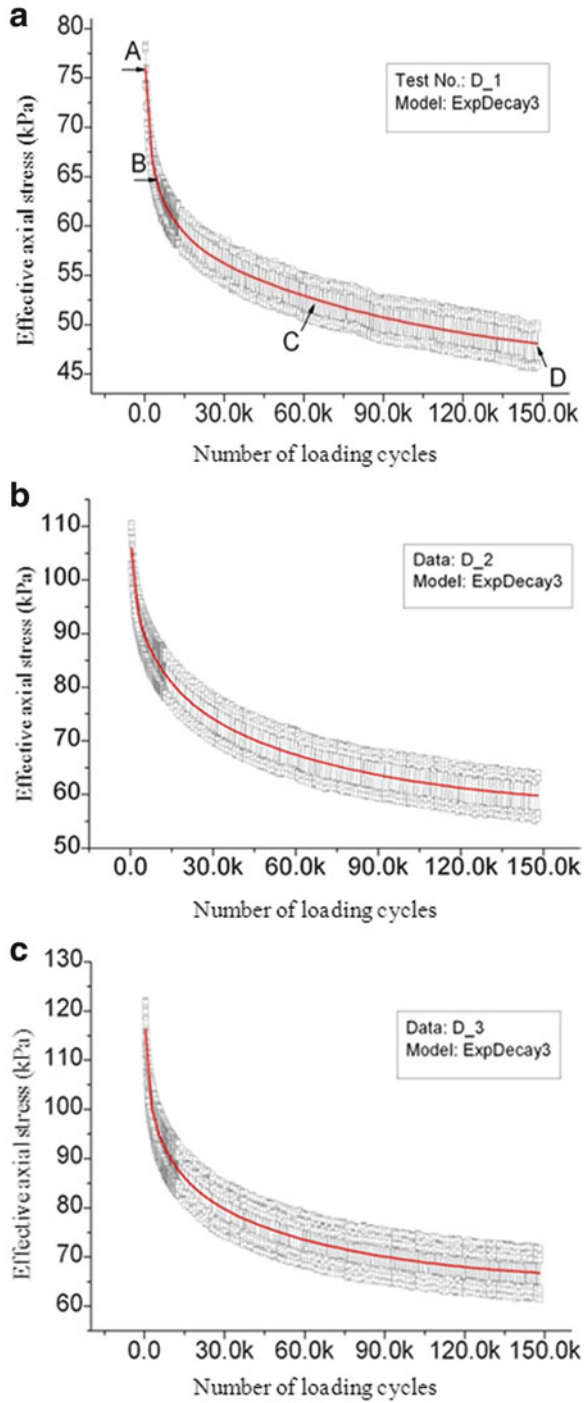 a
80
75
70
65
60
55
50
45
Effective axial stress (kPa)
A
B
C
D
Test No.: D_1
Model: ExpDecay3
0.0 30.0k 60.0k 90.0k 120.0k 150.0k
Number of loading cycles
b
110
100
90
80
70
60
50
Effective axial stress (kPa)
Data: D_2
Model: ExpDecay3
0.0 30.0k 60.0k 90.0k 120.0k 150.0k
Number of loading cycles
c
130
120
110
100
90
80
70
60
Effective axial stress (kPa)
Data: D_3
Model: ExpDecay3
0.0 30.0k 60.0k 90.0k 120.0k 150.0k
Number of loading cycles